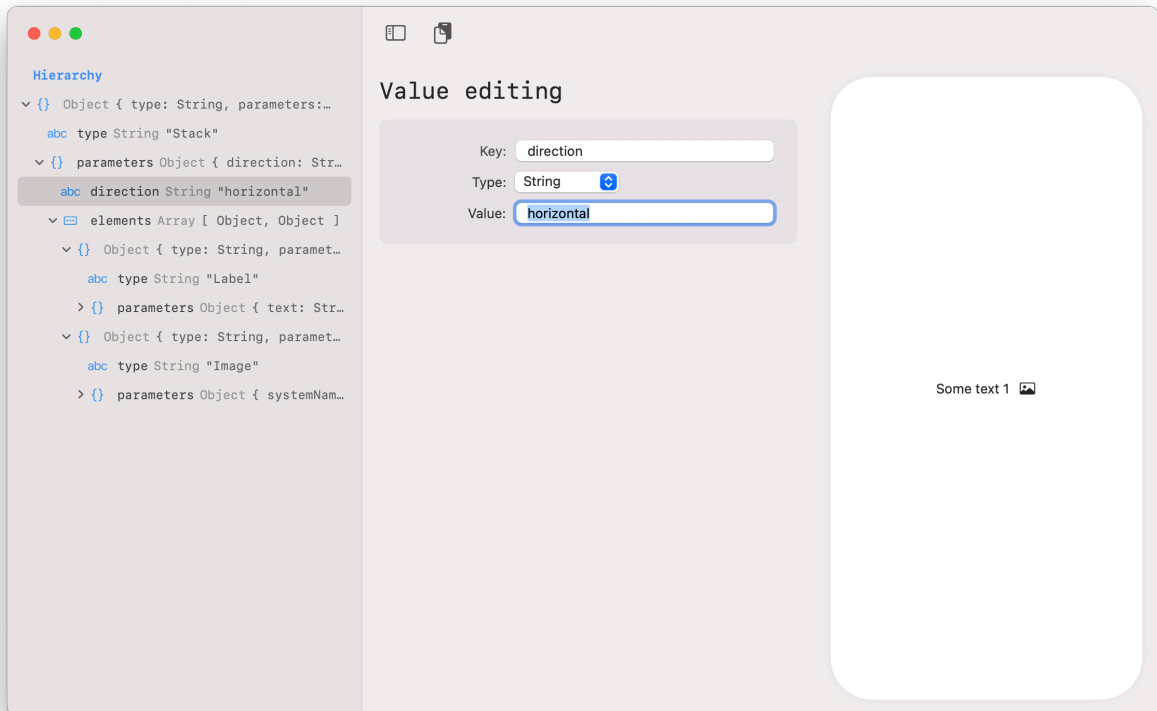 Hierarchy
{} Object { type: String, parameters:…
abc type String "Stack"
{} parameters Object { direction: Str…
abc direction String "horizontal"
elements Array [ Object, Object ]
{} Object { type: String, paramet…
abc type String "Label"
{} parameters Object { text: Str…
{} Object { type: String, paramet…
abc type String "Image"
{} parameters Object { systemNam…
Value editing
Key: direction
Type: String
Value: horizontal
Some text 1